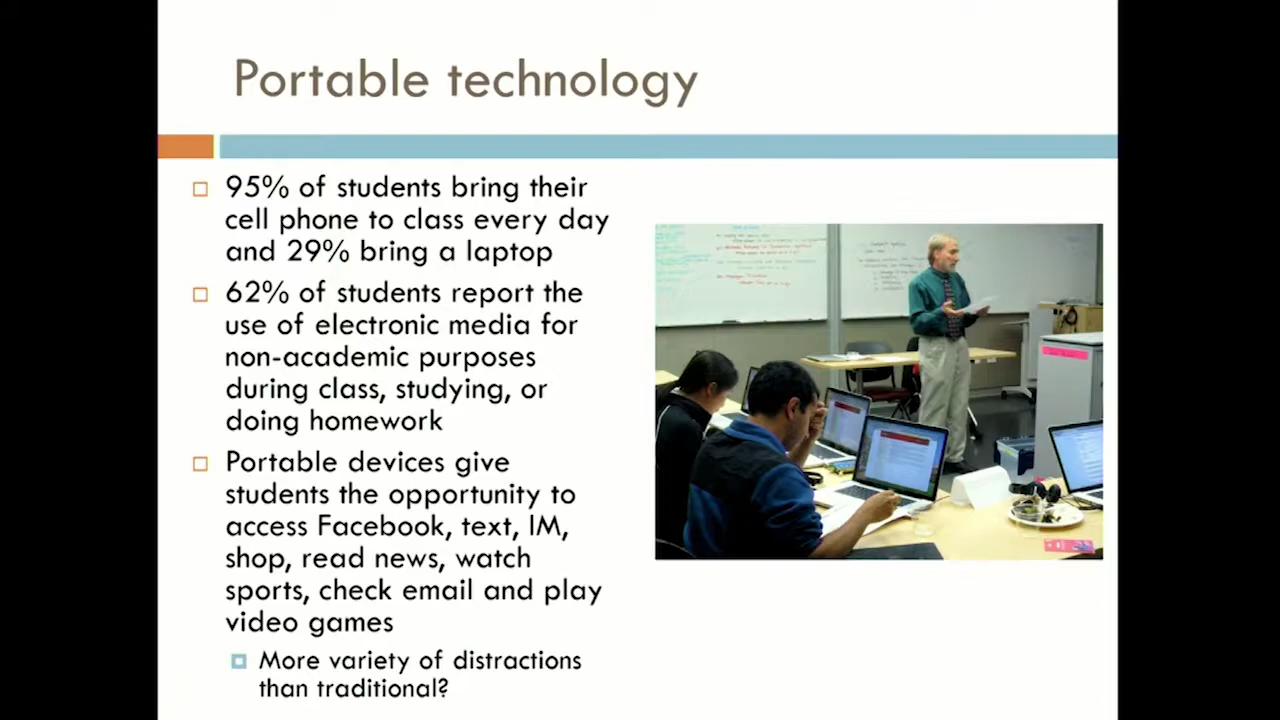 Portable technology
95% of students bring their
cell phone to class every day
and 29% bring a laptop
62% of students report the
use of electronic media for
non-academic purposes
during class, studying, or
doing homework
Portable devices give
students the opportunity to
access Facebook, text, IM,
shop, read news, watch
sports, check email and play
video games
More variety of distractions
than traditional?